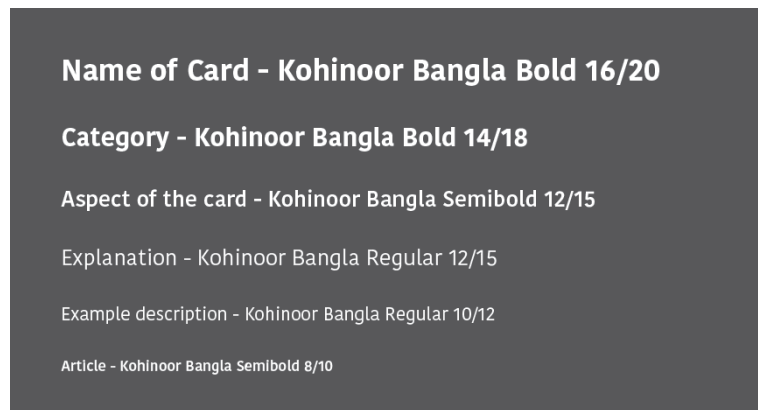 Name of Card - Kohinoor Bangla Bold 16/20
Category - Kohinoor Bangla Bold 14/18
Aspect of the card - Kohinoor Bangla Semibold 12/15
Explanation - Kohinoor Bangla Regular 12/15
Example description - Kohinoor Bangla Regular 10/12
Article - Kohinoor Bangla Semibold 8/10